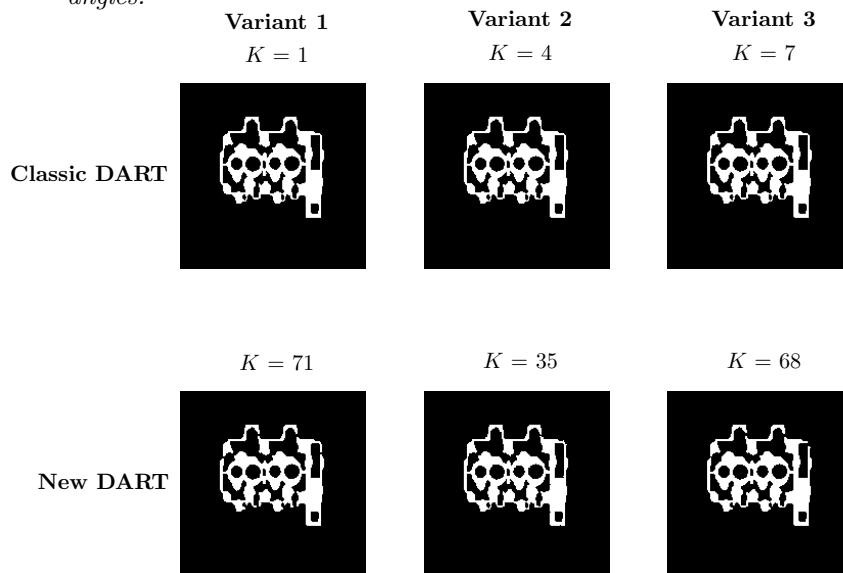 angles.
Variant 1 Variant 2 Variant 3
K = 1 K = 4 K = 7
Classic DART
K = 71 K = 35 K = 68
New DART